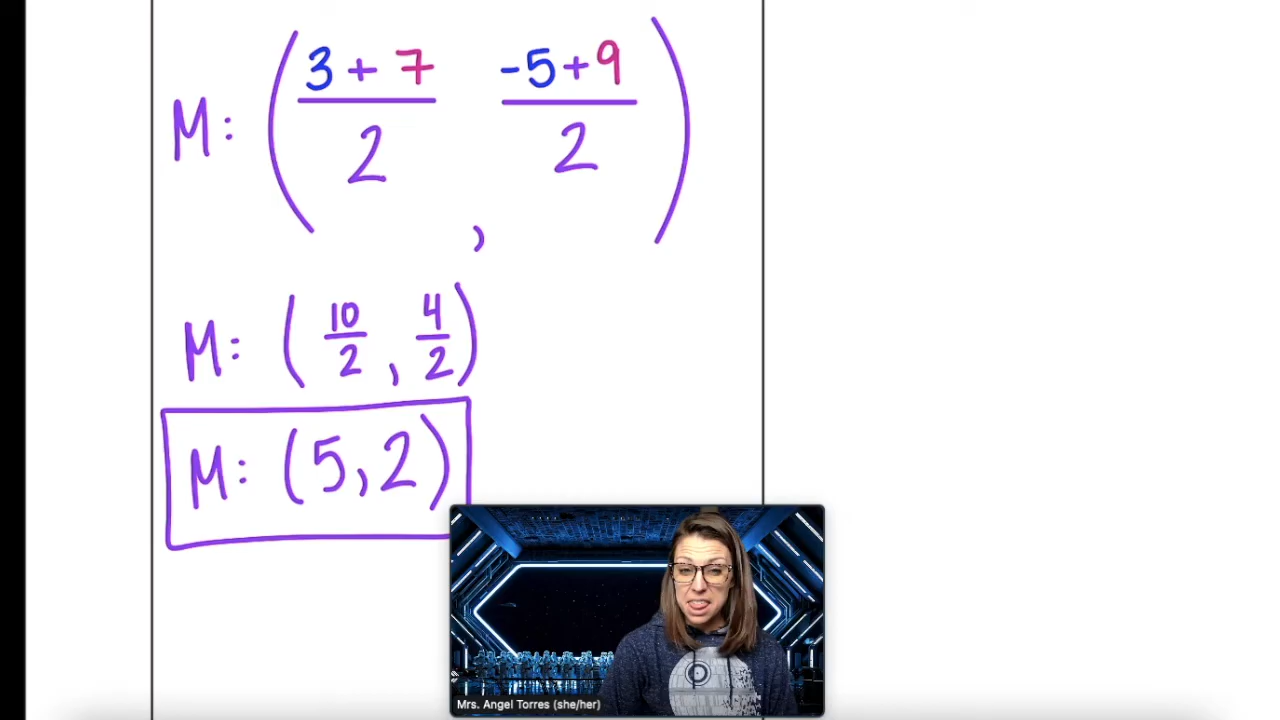 M: (3 + 7 / 2 , -5 + 9 / 2)
M: (10/2 , 4/2)
M: (5, 2)
Mrs. Angel Torres (she/her)